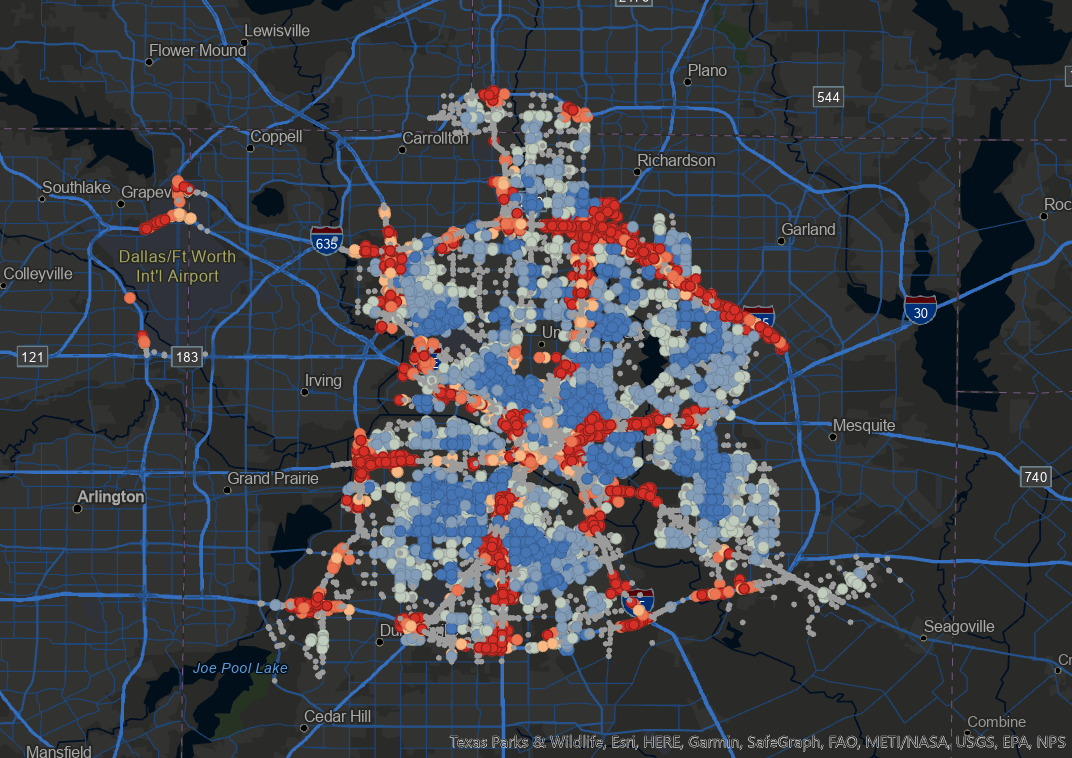 Lewisville
Flower Mound
Plano
544
Coppell
Carrollton
Richardson
Southlake
Garland
635
Dallas/Ft Worth
Int'l Airport
Colleyville
30
121
183
Irving
Mesquite
Grand Prairie
740
Arlington
Seagoville
Joe Pool Lake
Cedar Hill
Combine
Mansfield
Texas Parks & Wildlife, Esri, HERE, Garmin, SafeGraph, FAO, METI/NASA, USGS, EPA, NPS